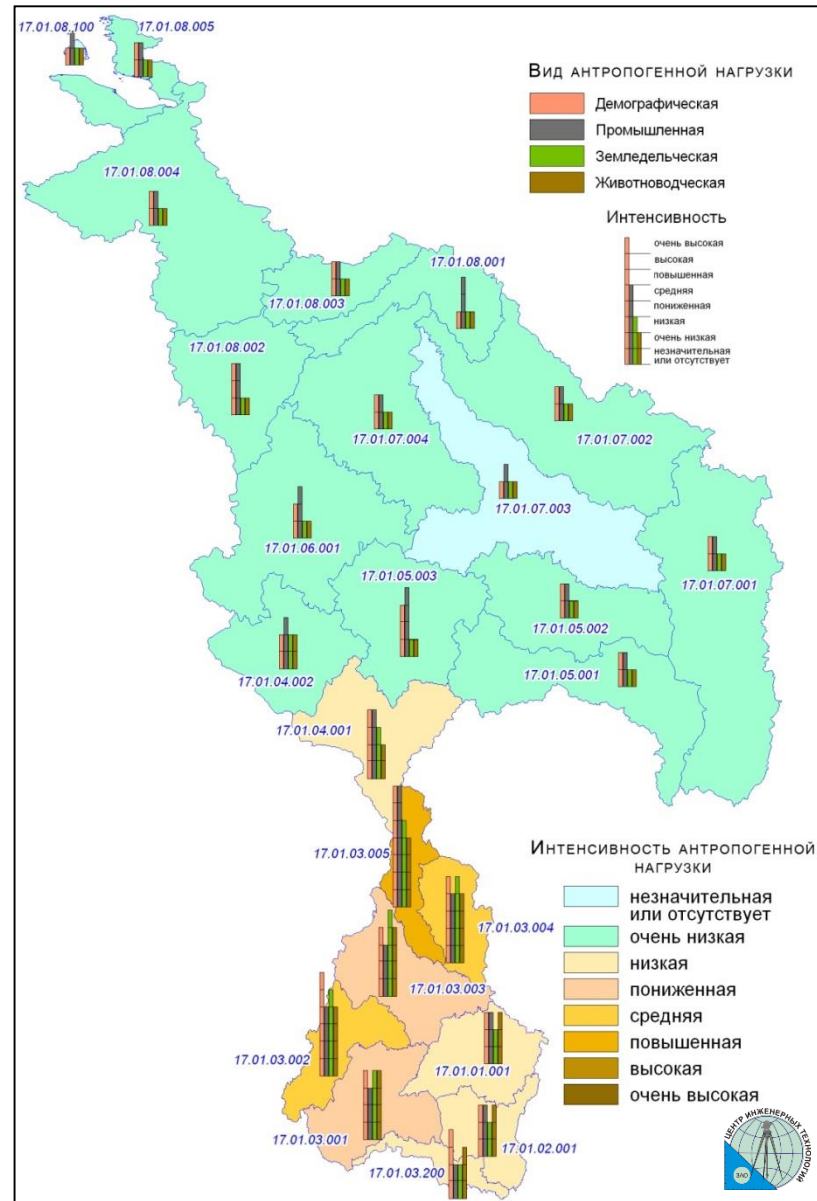 17.01.08.100
17.01.08.005
Вид антропогенной нагрузки
Демографическая
Промышленная
Земледельческая
Животноводческая
Интенсивность
очень высокая
высокая
повышенная
средняя
пониженная
низкая
очень низкая
незначительная
или отсутствует
17.01.08.004
17.01.08.001
17.01.08.003
17.01.08.002
17.01.07.004
17.01.07.002
17.01.07.003
17.01.06.001
17.01.05.003
17.01.07.001
17.01.05.002
17.01.04.002
17.01.05.001
17.01.04.001
17.01.03.005
17.01.03.004
17.01.03.003
17.01.03.002
17.01.01.001
17.01.03.001
17.01.02.001
17.01.03.200
Интенсивность антропогенной
нагрузки
незначительная
или отсутствует
очень низкая
низкая
пониженная
средняя
повышенная
высокая
очень высокая
ЦЕНТР ИНЖЕНЕРНЫХ ТЕХНОЛОГИЯ
ЗАО